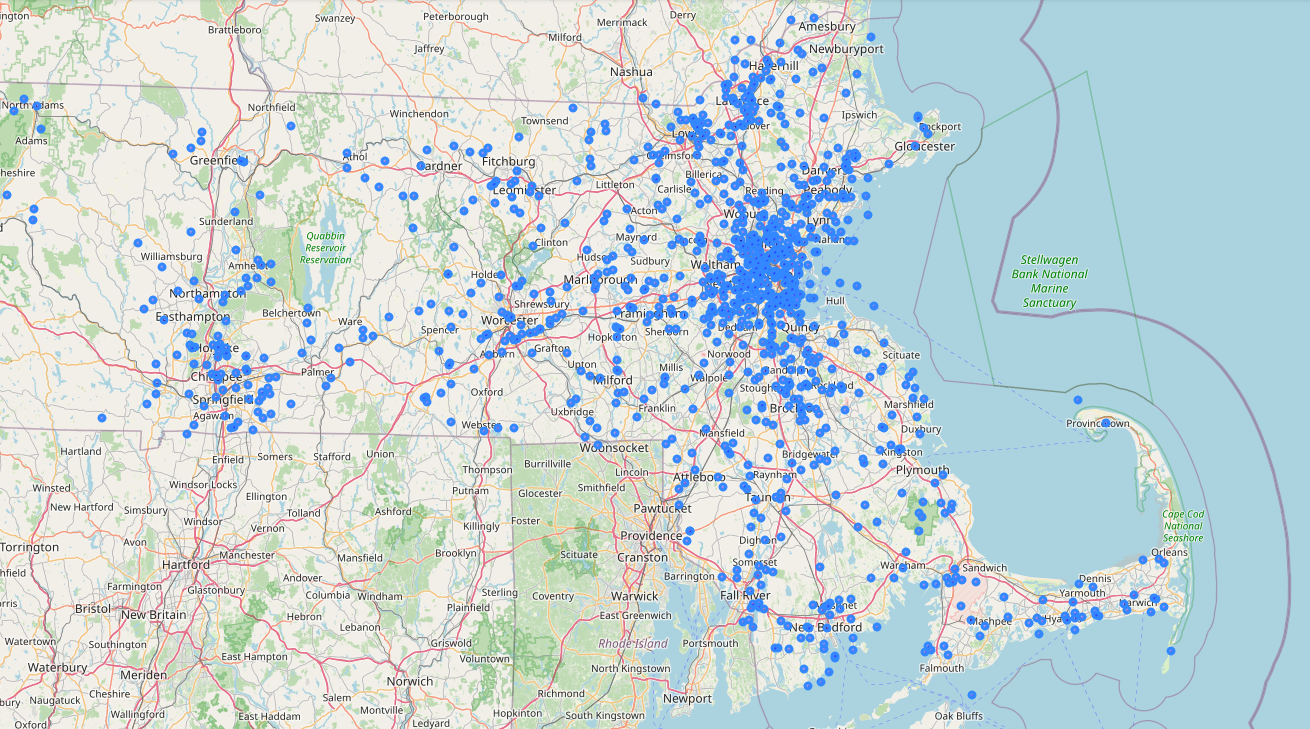 Swanzey
Peterborough
Merrimack
Derry
Amesbury
Brattleboro
Jaffrey
Milford
Newburyport
Nashua
Haverhill
North Adams
Northfield
Winchendon
Townsend
Ipswich
Rockport
Adams
Gloucester
Greenfield
Athol
Gardner
Fitchburg
Chelmsford
Danvers
Billerica
Leominster
Littleton
Carlisle
Reading
Peabody
Acton
Lynn
Sunderland
Quabbin
Reservoir
Reservation
Clinton
Maynard
Williamsburg
Amherst
Hudson
Sudbury
Waltham
Stellwagen
Bank National
Marine
Sanctuary
Holden
Marlborough
Northampton
Shrewsbury
Hull
Easthampton
Belchertown
Ware
Spencer
Worcester
Framingham
Quincy
Hopkinton
Sherborn
Dedham
Holyoke
Auburn
Grafton
Norwood
Scituate
Chicopee
Palmer
Upton
Millis
Walpole
Randolph
Milford
Stoughton
Rockland
Springfield
Oxford
Agawam
Uxbridge
Franklin
Marshfield
Webster
Mansfield
Duxbury
Provincetown
Hartland
Enfield
Somers
Stafford
Union
Woonsocket
Bridgewater
Kingston
Thompson
Burrillville
Lincoln
Attleboro
Raynham
Plymouth
Winsted
Windsor Locks
Ellington
Putnam
Glocester
Smithfield
Taunton
New Hartford
Simsbury
Tolland
Ashford
Pawtucket
Cape Cod
National
Seashore
Windsor
Vernon
Killingly
Foster
Providence
Dighton
Torrington
Avon
Manchester
Mansfield
Brooklyn
Scituate
Cranston
Orleans
Hartford
Somerset
Wareham
Sandwich
Farmington
Glastonbury
Andover
Columbia
Windham
Sterling
Coventry
Warwick
Barrington
Fall River
Dennis
Yarmouth
Harwich
Bristol
New Britain
Hebron
Plainfield
East Greenwich
Mashpee
Lebanon
New Bedford
Watertown
Southington
Griswold
Rhode Island
Portsmouth
Waterbury
East Hampton
Voluntown
North Kingstown
Falmouth
Meriden
Norwich
Cheshire
Salem
Richmond
Newport
Naugatuck
Wallingford
East Haddam
Montville
Hopkinton
South Kingstown
Oak Bluffs
Oxford
Ledyard